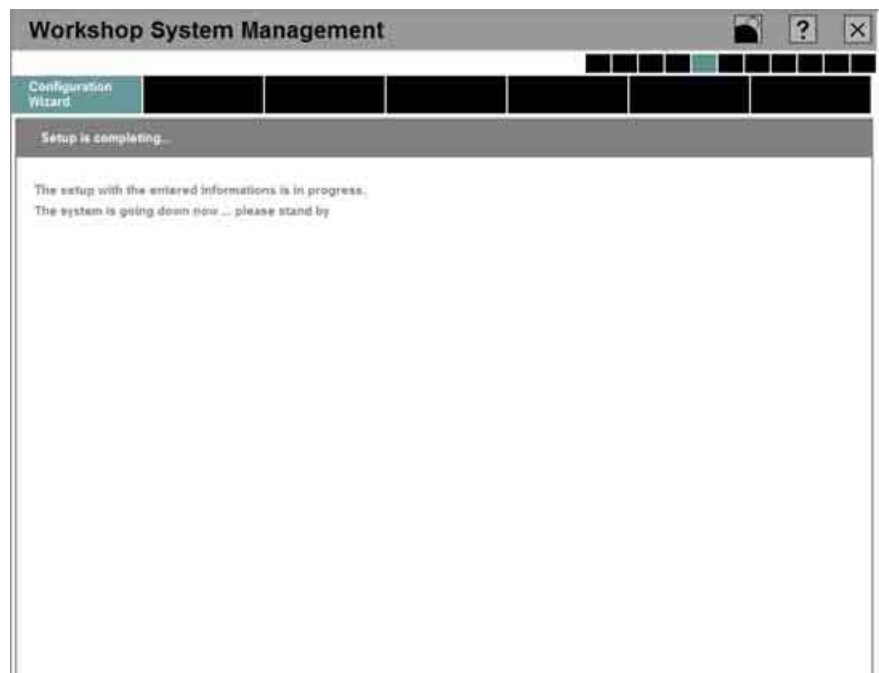 Workshop System Management
?
Configuration
Wizard
Setup is completing...
The setup with the entered informations is in progress.
The system is going down now ... please stand by